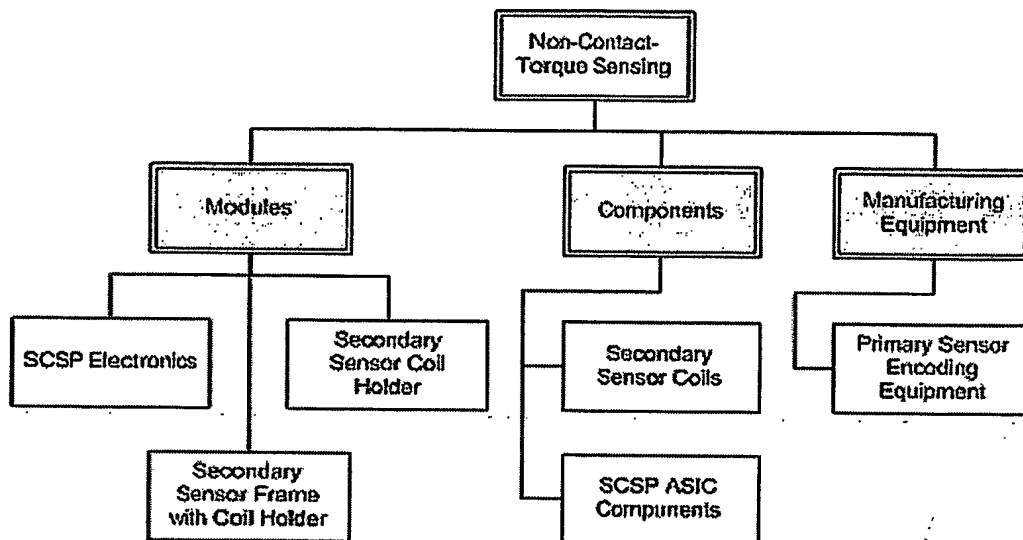 Non-Contact-
Torque Sensing
Modules
Components
Manufacturing
Equipment
SCSP Electronics
Secondary
Sensor Coil
Holder
Secondary
Sensor Coils
Primary Sensor
Encoding
Equipment
Secondary
Sensor Frame
with Coil Holder
SCSP ASIC
Components